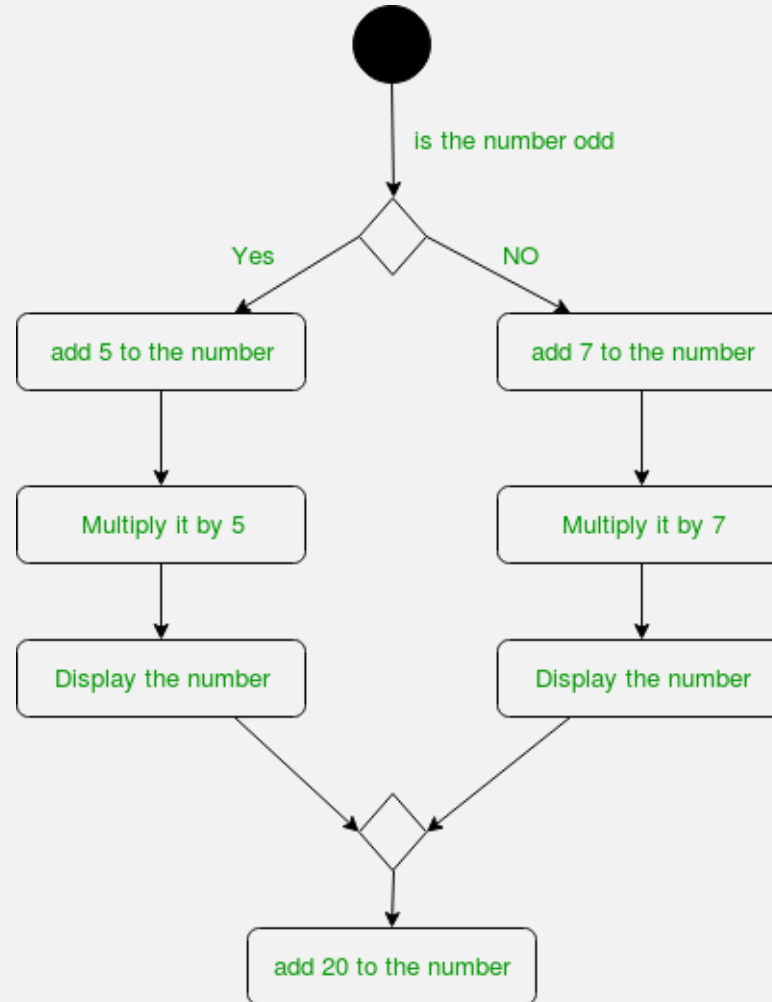 is the number odd
Yes
NO
add 5 to the number
add 7 to the number
Multiply it by 5
Multiply it by 7
Display the number
Display the number
add 20 to the number